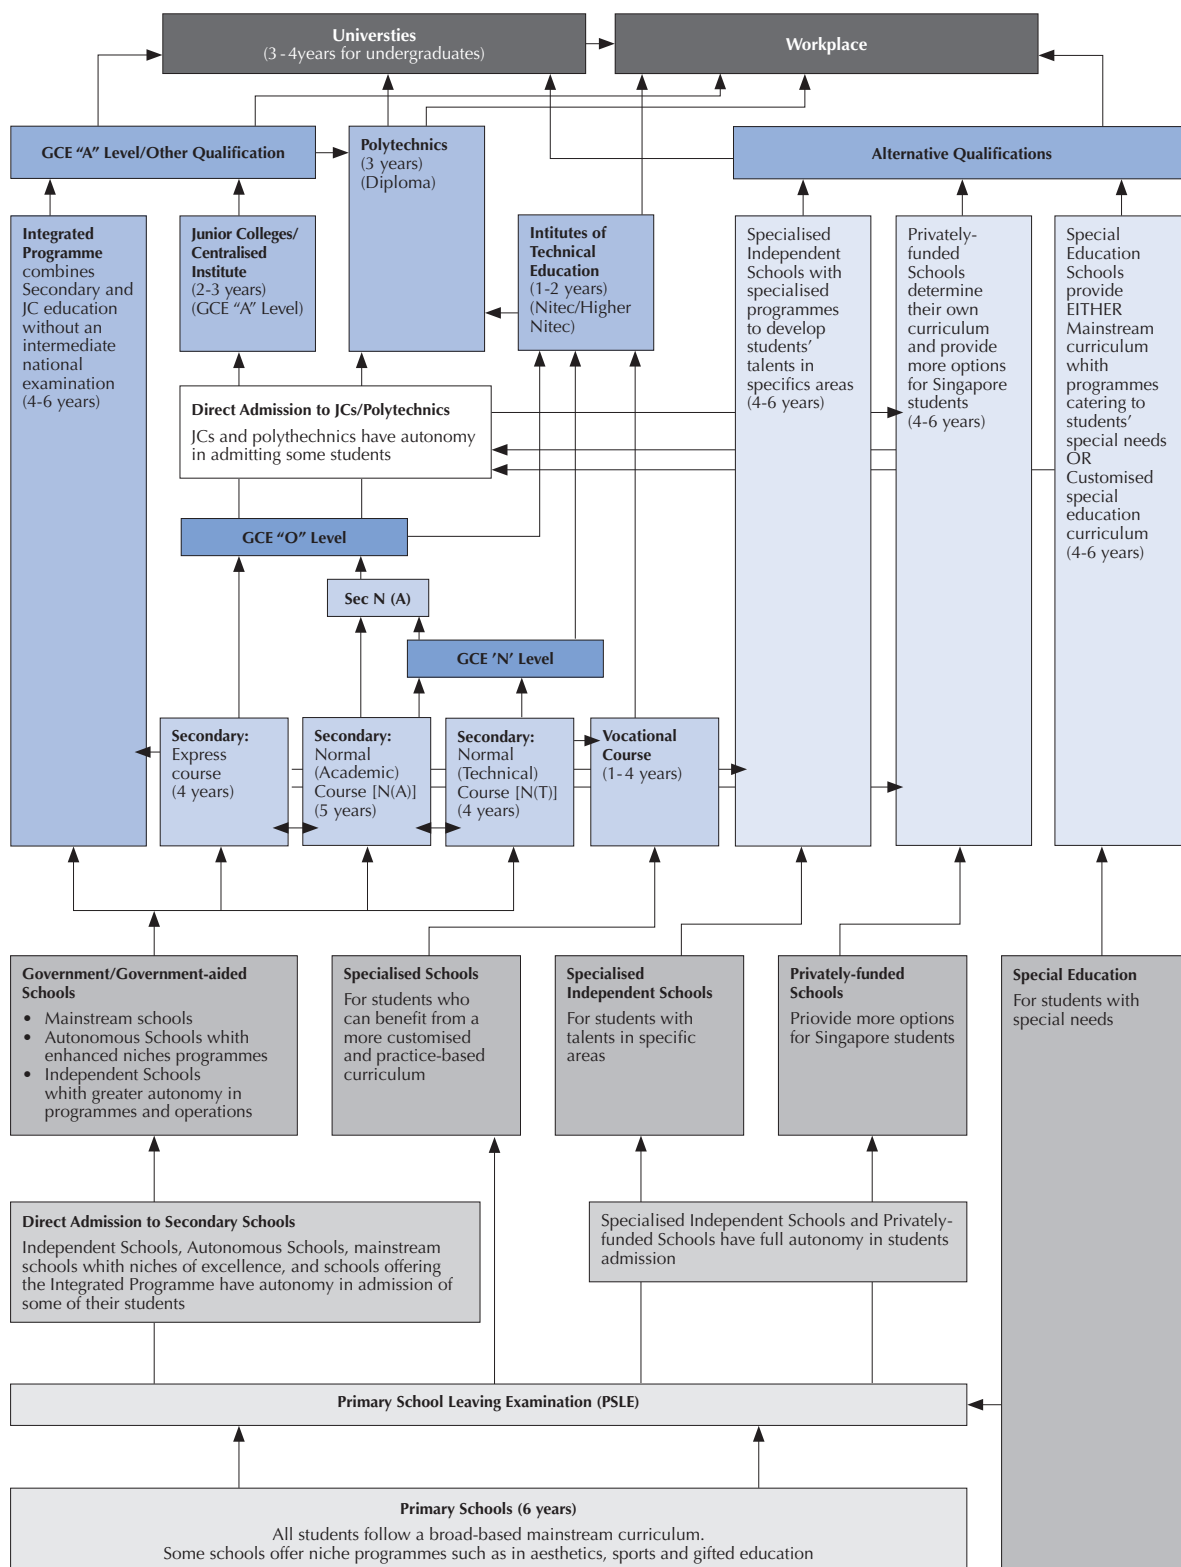 Universties
(3 - 4years for undergraduates)
Workplace
GCE "A" Level/Other Qualification
Polytechnics
(3 years)
(Diploma)
Alternative Qualifications
Integrated
Programme
combines
Secondary and
JC education
without an
intermediate
national
examination
(4-6 years)
Junior Colleges/
Centralised
Institute
(2-3 years)
(GCE "A" Level)
Intitutes of
Technical
Education
(1-2 years)
(Nitec/Higher
Nitec)
Specialised
Independent
Schools with
specialised
programmes
to develop
students'
talents in
specifics areas
(4-6 years)
Privately-
funded
Schools
determine
their own
curriculum
and provide
more options
for Singapore
students
(4-6 years)
Special
Education
Schools
provide
EITHER
Mainstream
curriculum
whith
programmes
catering to
students'
special needs
OR
Customised
special
education
curriculum
(4-6 years)
Direct Admission to JCs/Polytechnics
JCs and polythechnics have autonomy
in admitting some students
GCE "O" Level
Sec N (A)
GCE 'N' Level
Secondary:
Express
course
(4 years)
Secondary:
Normal
(Academic)
Course [N(A)]
(5 years)
Secondary:
Normal
(Technical)
Course [N(T)]
(4 years)
Vocational
Course
(1- 4 years)
Government/Government-aided
Schools
• Mainstream schools
• Autonomous Schools whith
enhanced niches programmes
• Independent Schools
whith greater autonomy in
programmes and operations
Specialised Schools
For students who
can benefit from a
more customised
and practice-based
curriculum
Specialised
Independent Schools
For students with
talents in specific
areas
Privately-funded
Schools
Priovide more options
for Singapore students
Special Education
For students with
special needs
Direct Admission to Secondary Schools
Independent Schools, Autonomous Schools, mainstream
schools whith niches of excellence, and schools offering
the Integrated Programme have autonomy in admission of
some of their students
Specialised Independent Schools and Privately-
funded Schools have full autonomy in students
admission
Primary School Leaving Examination (PSLE)
Primary Schools (6 years)
All students follow a broad-based mainstream curriculum.
Some schools offer niche programmes such as in aesthetics, sports and gifted education